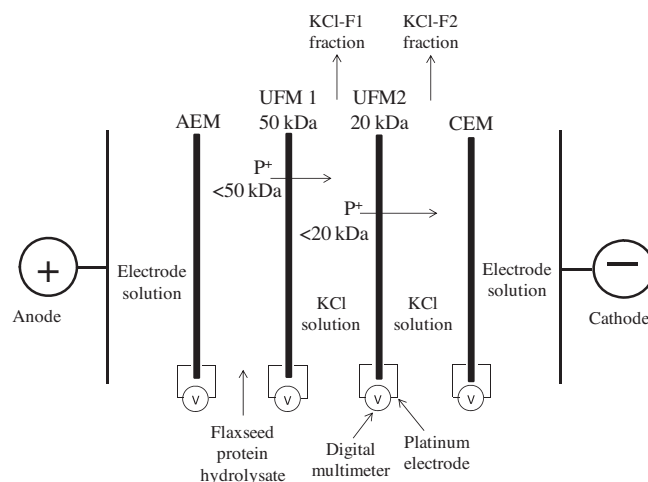 KCl-F1
fraction
KCl-F2
fraction
AEM
UFM 1
50 kDa
UFM2
20 kDa
CEM
P+
<50 kDa
P+
<20 kDa
+
Anode
Electrode
solution
KCl
solution
KCl
solution
Electrode
solution
−
Cathode
V
V
V
V
Flaxseed
protein
hydrolysate
Digital
multimeter
Platinum
electrode